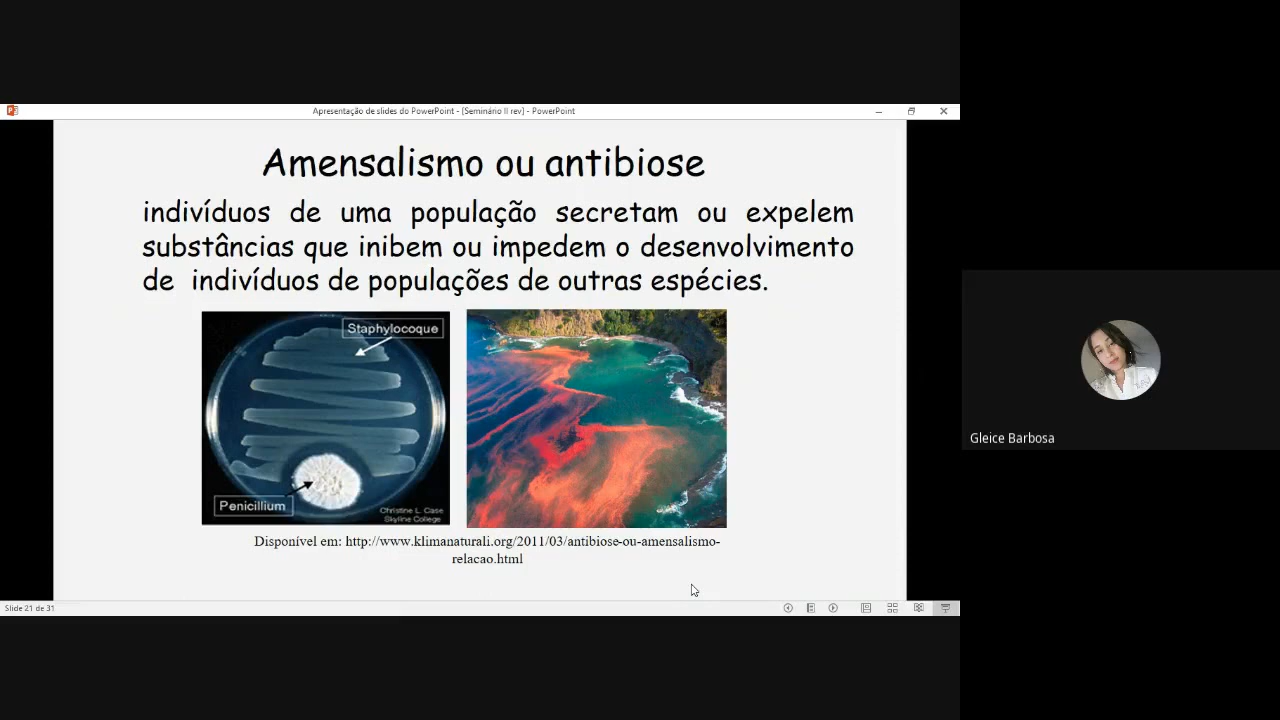 Apresentação de slides do PowerPoint - [Seminário II rev] - PowerPoint
Amensalismo ou antibiose
indivíduos de uma população secretam ou expelem
substâncias que inibem ou impedem o desenvolvimento
de indivíduos de populações de outras espécies.
Staphylocoque
Penicillium
Christine L. Case
Skyline College
Disponível em: http://www.klimanaturali.org/2011/03/antibiose-ou-amensalismo-
relacao.html
Slide 21 de 31
Gleice Barbosa